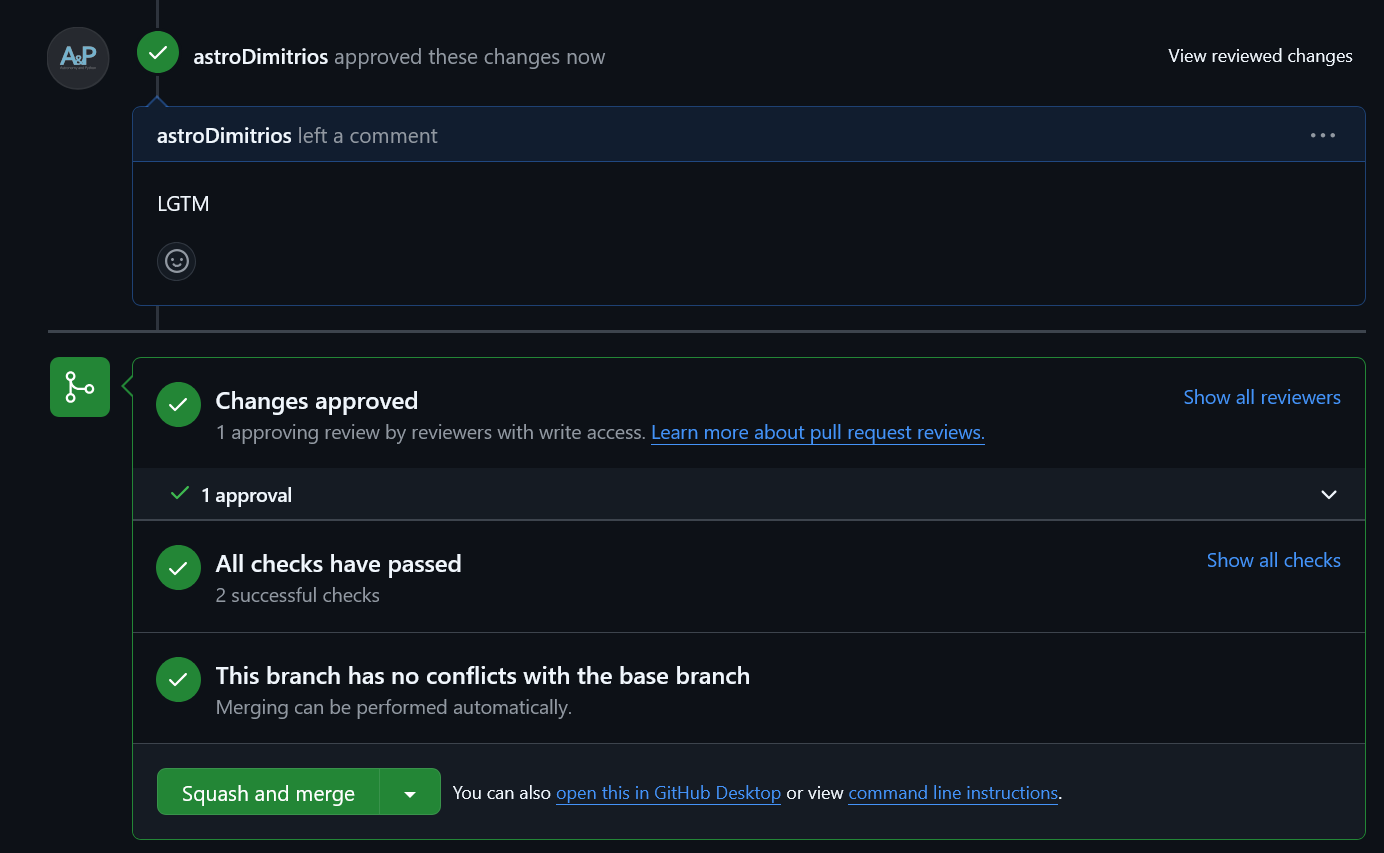 A&P
astroDimitrios approved these changes now
View reviewed changes
astroDimitrios left a comment
LGTM
Changes approved
Show all reviewers
1 approving review by reviewers with write access. Learn more about pull request reviews.
1 approval
All checks have passed
Show all checks
2 successful checks
This branch has no conflicts with the base branch
Merging can be performed automatically.
Squash and merge
You can also open this in GitHub Desktop or view command line instructions.